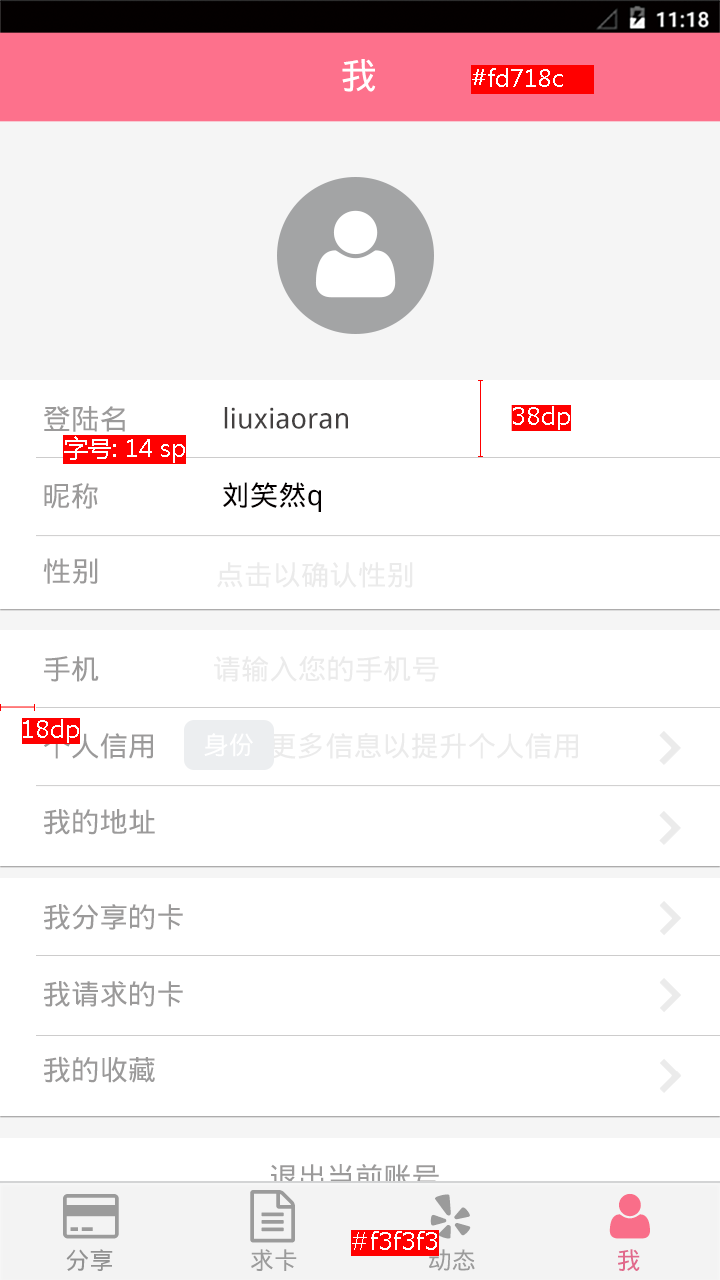 11:18
我 #fd718c
登陆名 liuxiaoran 38dp
字号: 14 sp
昵称 刘笑然q
性别 点击以确认性别
手机 请输入您的手机号
18dp
个人信用 身份 更多信息以提升个人信用
我的地址
我分享的卡
我请求的卡
我的收藏
退出当前账号
#f3f3f3
分享 求卡 动态 我